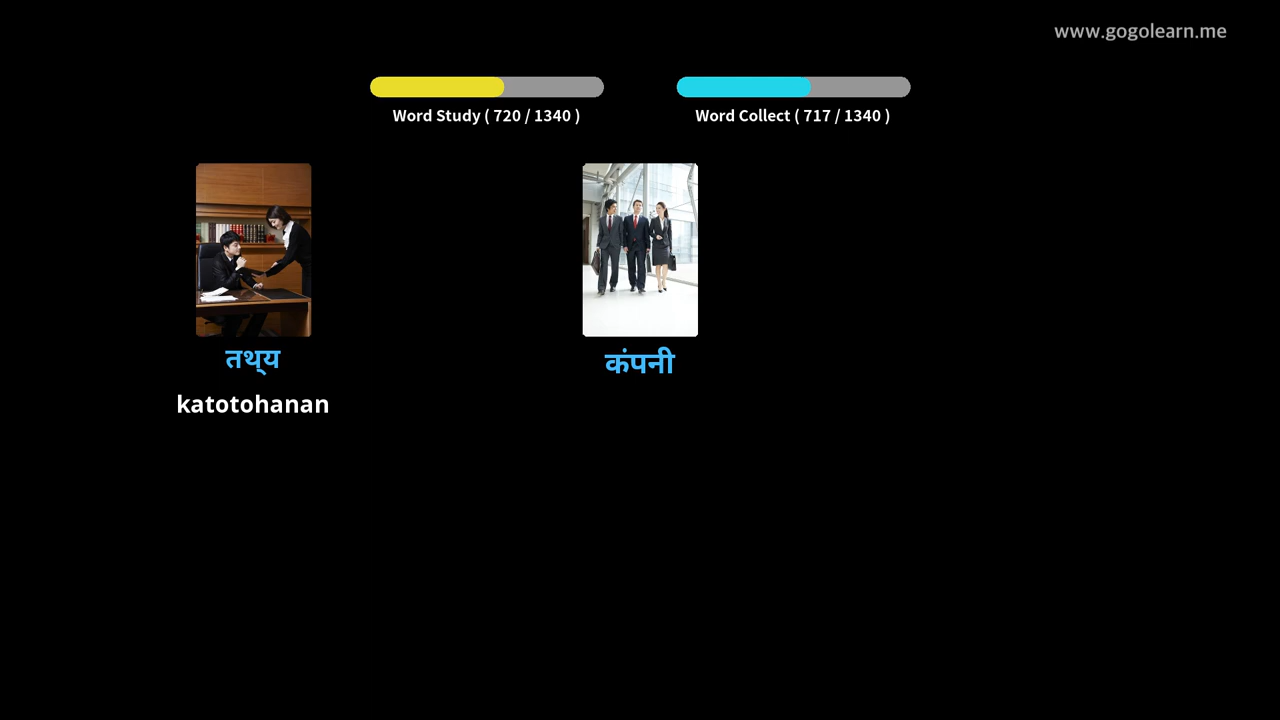 www.gogolearn.me
Word Study ( 720 / 1340 )
Word Collect ( 717 / 1340 )
तथ्य
कंपनी
katotohanan